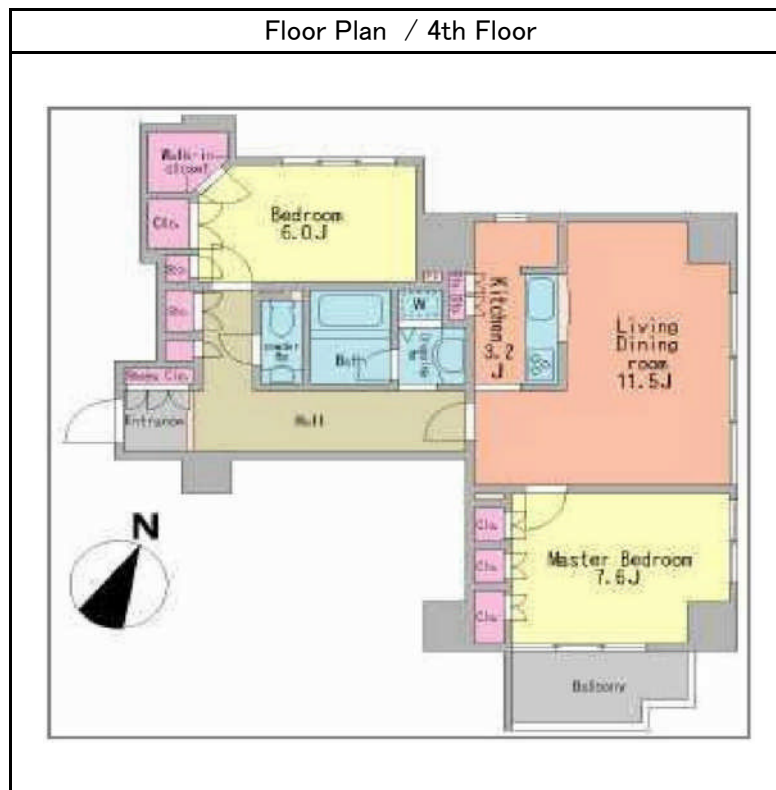 Floor Plan / 4th Floor
Walk-in
closet
Bedroom
6.0J
Clo.
Sto.
Sto.
W
Kitchen
3.2
J
Living
Dining
room
11.5J
Bath
Shoes Clo.
Entrance
Hall
N
Clo.
Clo.
Clo.
Master Bedroom
7.6J
Balcony